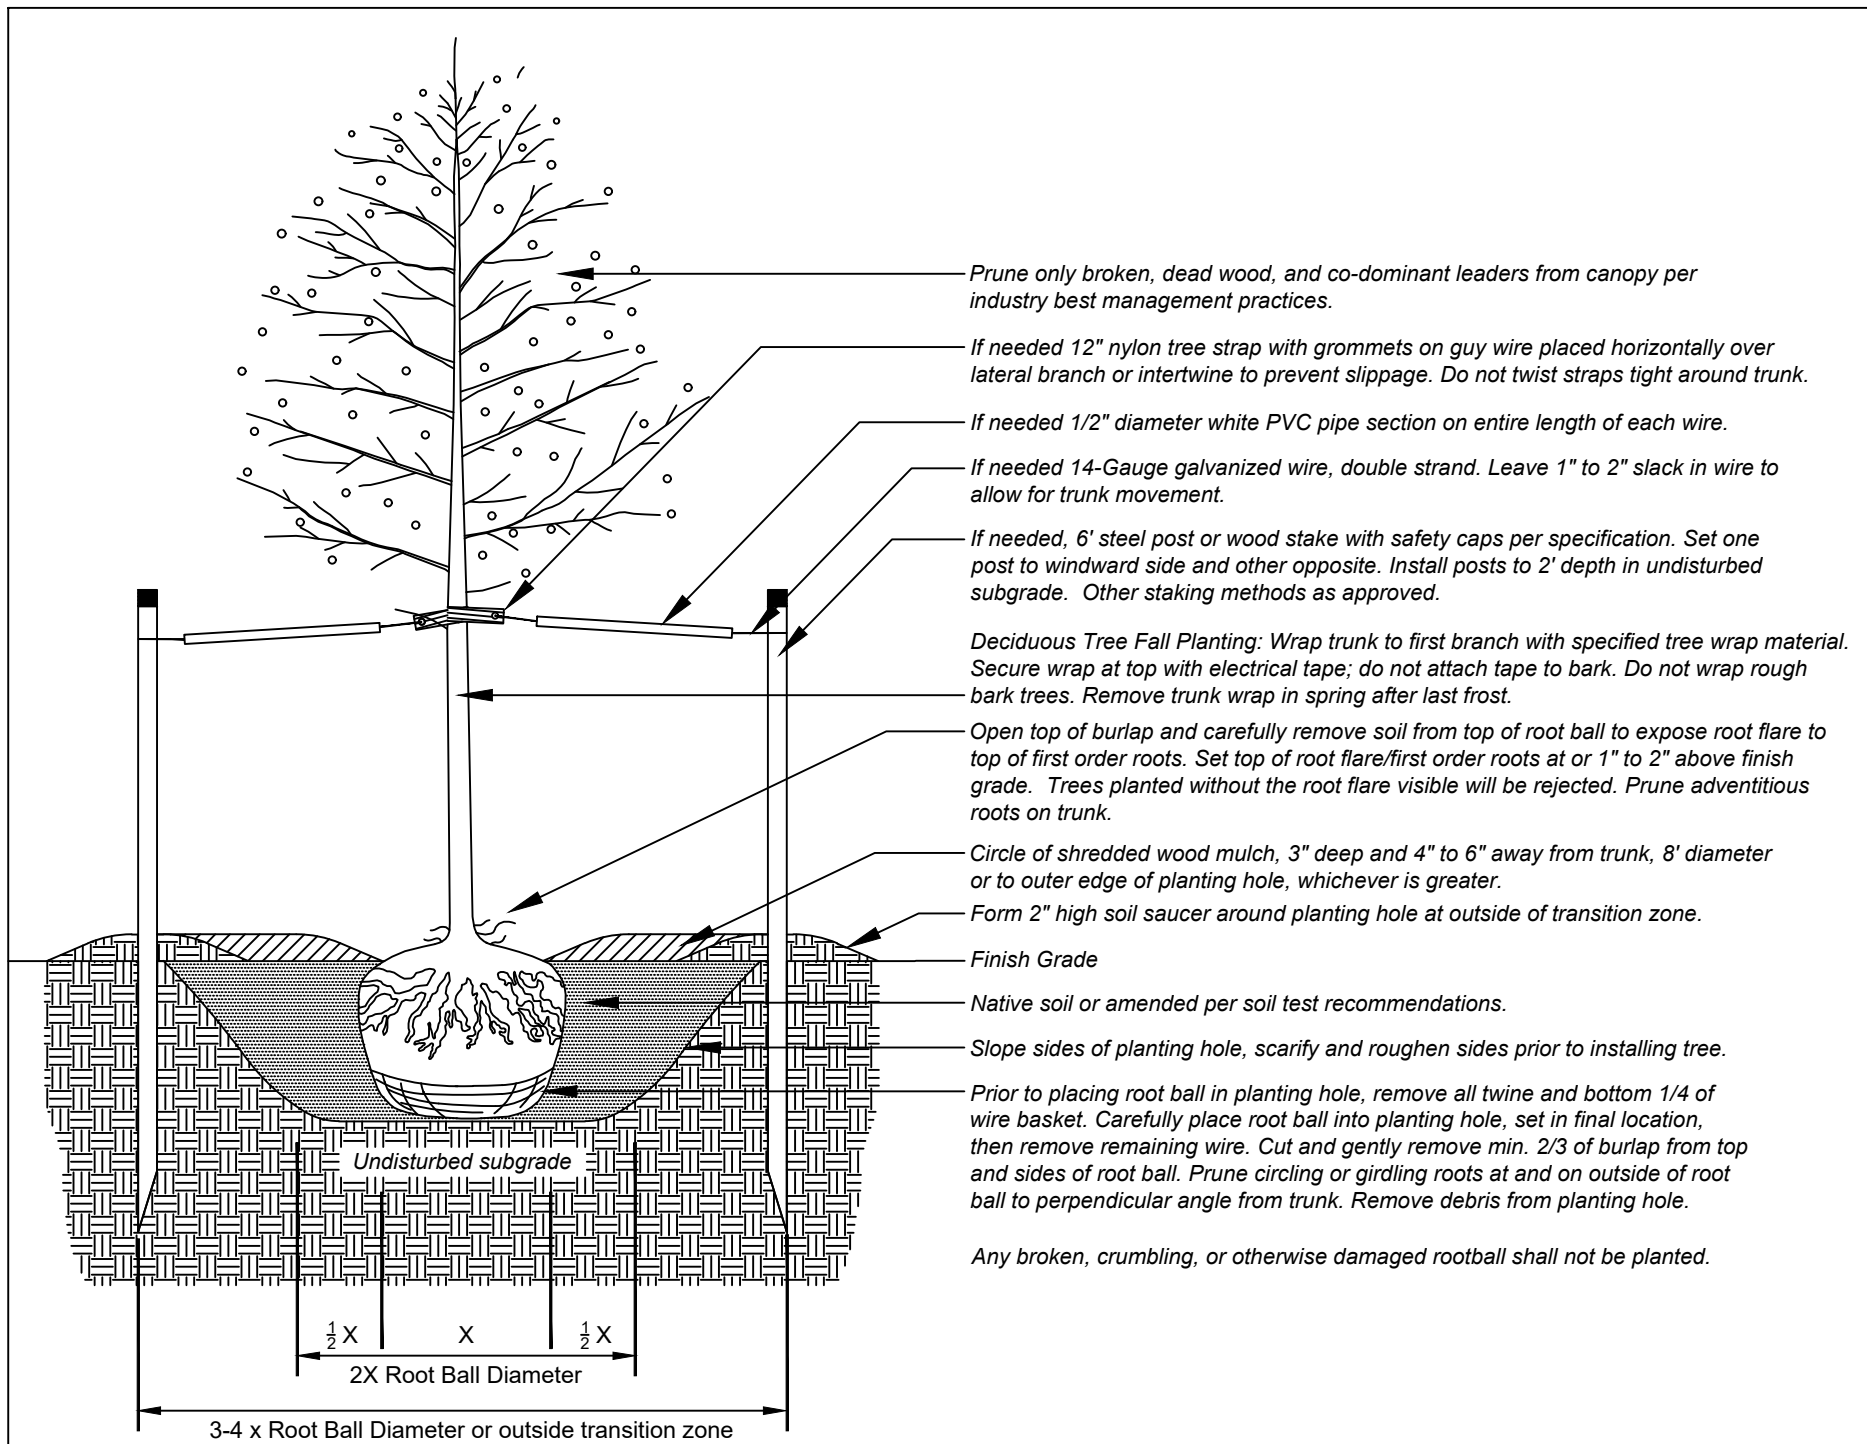 Prune only broken, dead wood, and co-dominant leaders from canopy per
industry best management practices.
If needed 12" nylon tree strap with grommets on guy wire placed horizontally over
lateral branch or intertwine to prevent slippage. Do not twist straps tight around trunk.
If needed 1/2" diameter white PVC pipe section on entire length of each wire.
If needed 14-Gauge galvanized wire, double strand. Leave 1" to 2" slack in wire to
allow for trunk movement.
If needed, 6' steel post or wood stake with safety caps per specification. Set one
post to windward side and other opposite. Install posts to 2' depth in undisturbed
subgrade.  Other staking methods as approved.
Deciduous Tree Fall Planting: Wrap trunk to first branch with specified tree wrap material.
Secure wrap at top with electrical tape; do not attach tape to bark. Do not wrap rough
bark trees. Remove trunk wrap in spring after last frost.
Open top of burlap and carefully remove soil from top of root ball to expose root flare to
top of first order roots. Set top of root flare/first order roots at or 1" to 2" above finish
grade.  Trees planted without the root flare visible will be rejected. Prune adventitious
roots on trunk.
Circle of shredded wood mulch, 3" deep and 4" to 6" away from trunk, 8' diameter
or to outer edge of planting hole, whichever is greater.
Form 2" high soil saucer around planting hole at outside of transition zone.
Finish Grade
Native soil or amended per soil test recommendations.
Slope sides of planting hole, scarify and roughen sides prior to installing tree.
Prior to placing root ball in planting hole, remove all twine and bottom 1/4 of
wire basket. Carefully place root ball into planting hole, set in final location,
then remove remaining wire. Cut and gently remove min. 2/3 of burlap from top
and sides of root ball. Prune circling or girdling roots at and on outside of root
ball to perpendicular angle from trunk. Remove debris from planting hole.
Any broken, crumbling, or otherwise damaged rootball shall not be planted.
Undisturbed subgrade
½ X X ½ X
2X Root Ball Diameter
3-4 x Root Ball Diameter or outside transition zone